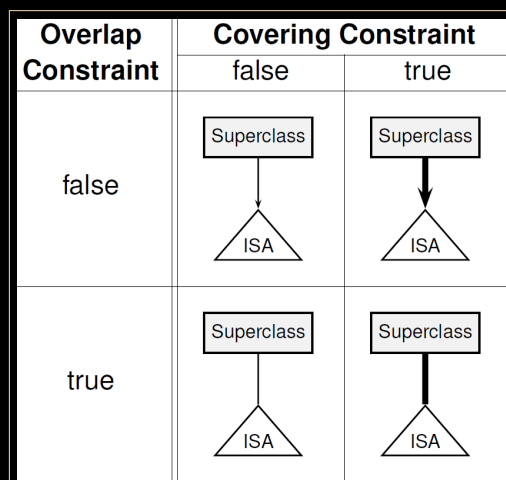 Overlap Constraint
Covering Constraint
false true
false
Superclass Superclass
ISA ISA
true
Superclass Superclass
ISA ISA